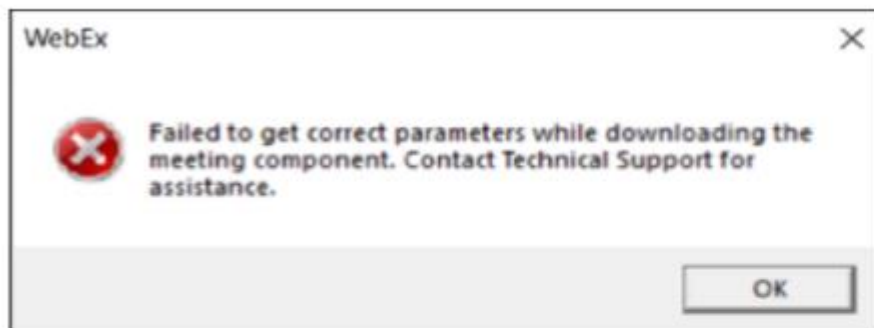 WebEx
Failed to get correct parameters while downloading the
meeting component. Contact Technical Support for
assistance.
OK